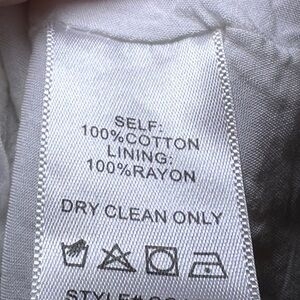 SELF:
100%COTTON
LINING:
100%RAYON
DRY CLEAN ONLY